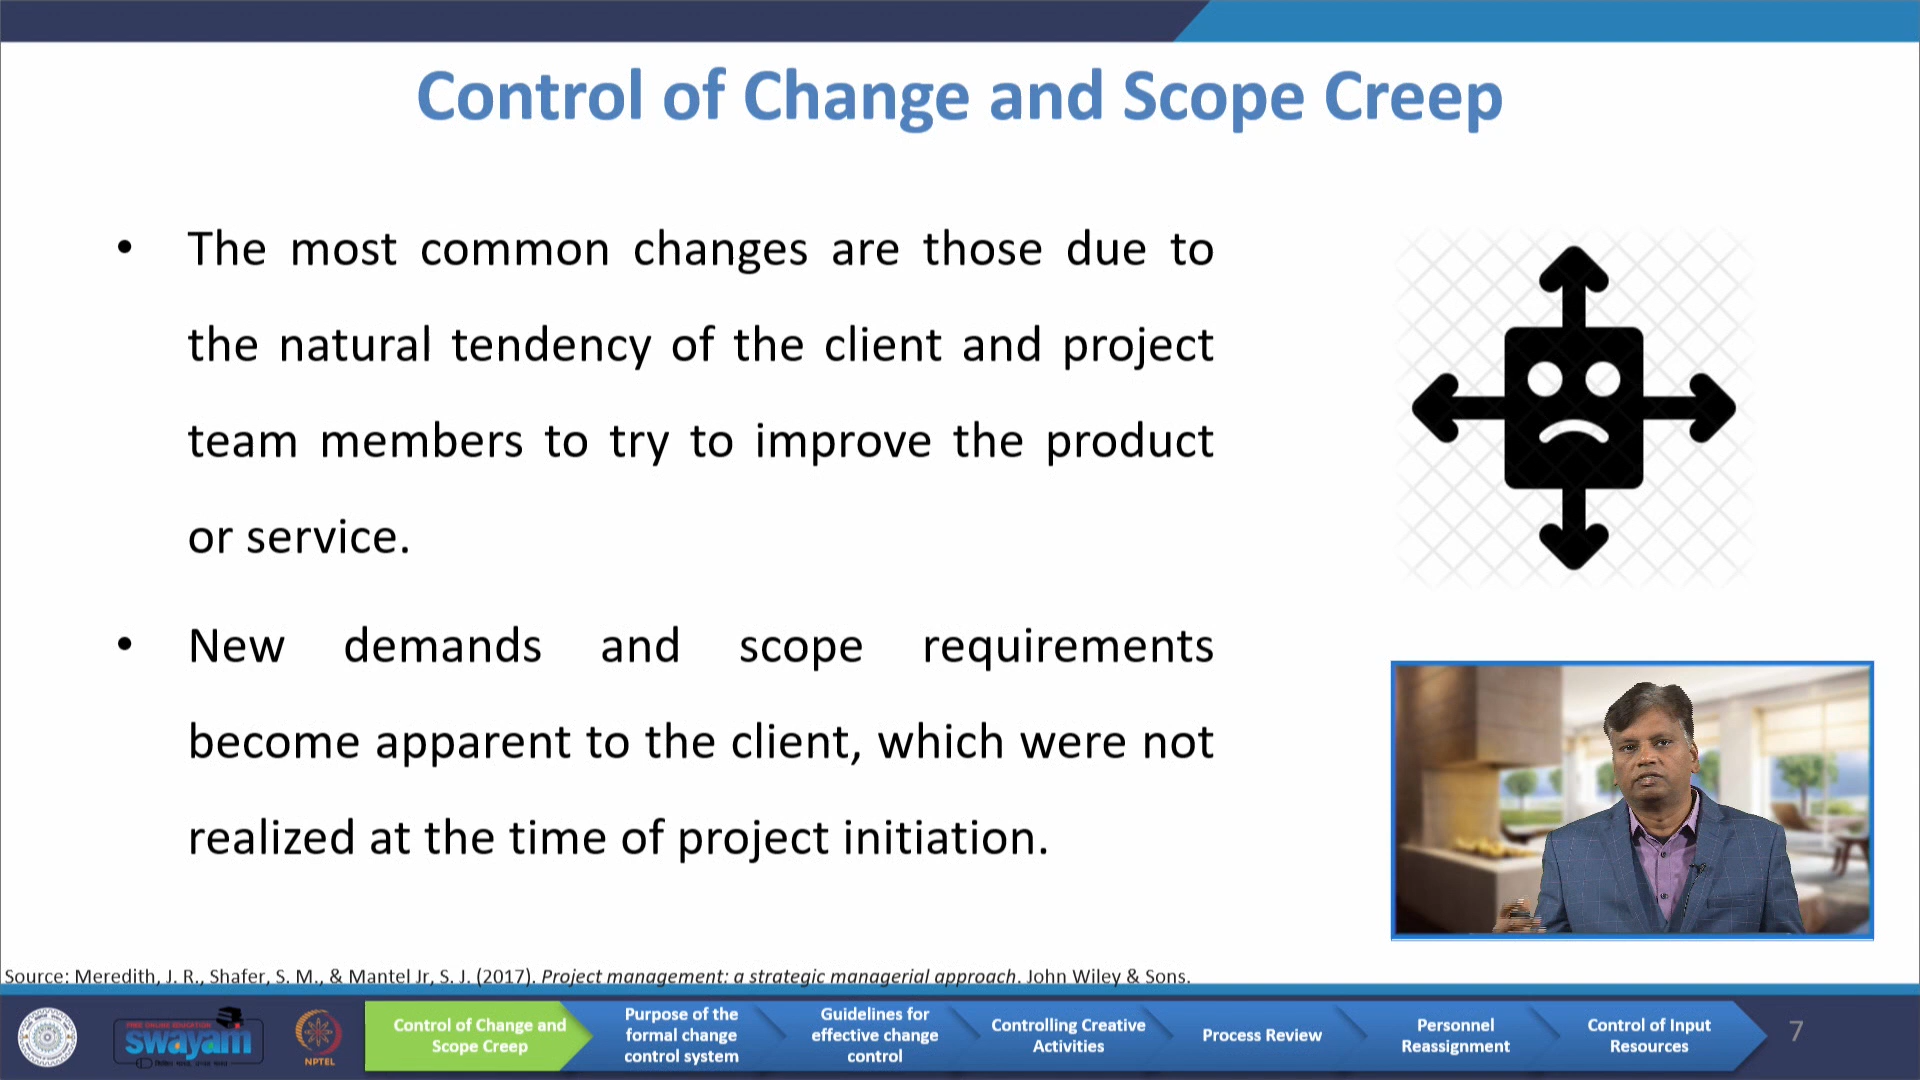 Control of Change and Scope Creep
• The most common changes are those due to
the natural tendency of the client and project
team members to try to improve the product
or service.
• New demands and scope requirements
become apparent to the client, which were not
realized at the time of project initiation.
Source: Meredith, J. R., Shafer, S. M., & Mantel Jr, S. J. (2017). Project management: a strategic managerial approach. John Wiley & Sons.
FREE ONLINE EDUCATION
swayam
NPTEL
Control of Change and
Scope Creep
Purpose of the
formal change
control system
Guidelines for
effective change
control
Controlling Creative
Activities
Process Review
Personnel
Reassignment
Control of Input
Resources
7